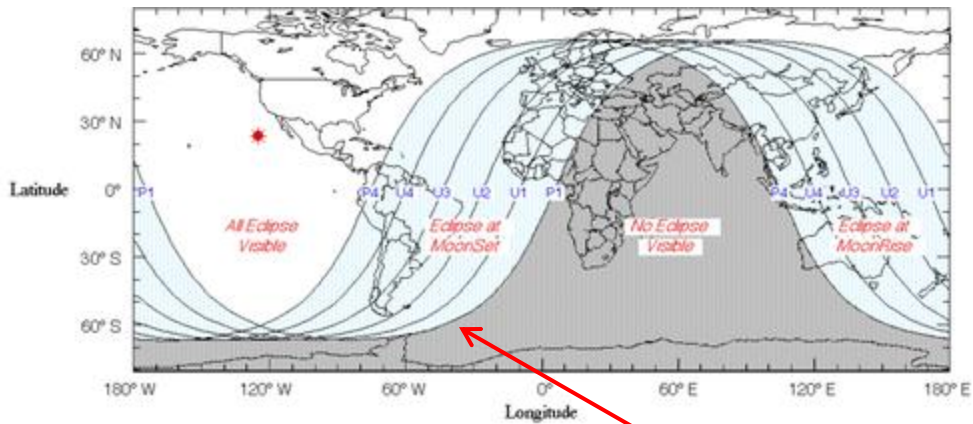 60° N
30° N
Latitude
0°
30° S
60° S
P1 P4 U4 U3 U2 U1 P1 P4 U4 U3 U2 U1
All Eclipse
Visible
Eclipse at
MoonSet
No Eclipse
Visible
Eclipse at
MoonRise
180° W 120° W 60° W 0° 60° E 120° E 180° E
Longitude